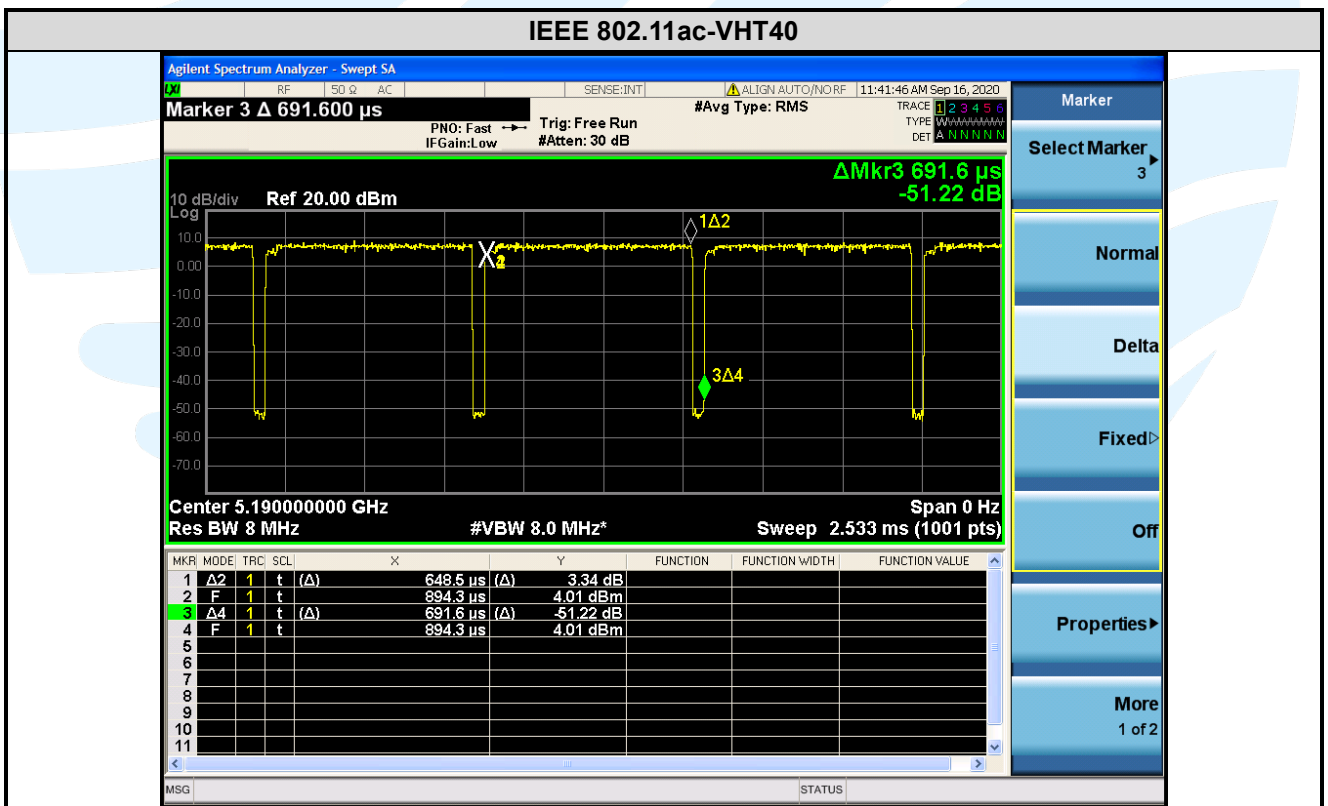 IEEE 802.11ac-VHT40
Agilent Spectrum Analyzer - Swept SA
LXI RF 50 Ω AC SENSE:INT ALIGN AUTO/NO RF 11:41:46 AM Sep 16, 2020
Marker 3 Δ 691.600 µs
PNO: Fast
IFGain:Low
Trig: Free Run
#Atten: 30 dB
#Avg Type: RMS
TRACE 1 2 3 4 5 6
TYPE WWWWWW
DET A N N N N N
ΔMkr3 691.6 µs
-51.22 dB
10 dB/div Ref 20.00 dBm
Log
10.0
0.00
-10.0
-20.0
-30.0
-40.0
-50.0
-60.0
-70.0
1Δ2
3Δ4
Center 5.190000000 GHz Span 0 Hz
Res BW 8 MHz #VBW 8.0 MHz* Sweep 2.533 ms (1001 pts)
MKR MODE TRC SCL X Y FUNCTION FUNCTION WIDTH FUNCTION VALUE
1 Δ2 1 t (Δ) 648.5 µs (Δ) 3.34 dB
2 F 1 t 894.3 µs 4.01 dBm
3 Δ4 1 t (Δ) 691.6 µs (Δ) -51.22 dB
4 F 1 t 894.3 µs 4.01 dBm
5
6
7
8
9
10
11
MSG STATUS
Marker
Select Marker
3
Normal
Delta
Fixed
Off
Properties
More
1 of 2